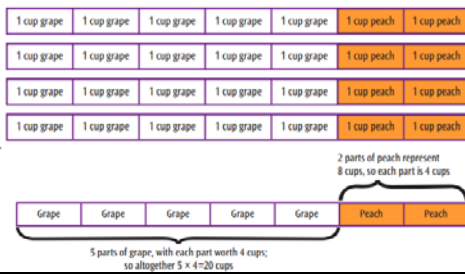 1 cup grape 1 cup grape 1 cup grape 1 cup grape 1 cup grape 1 cup peach 1 cup peach
1 cup grape 1 cup grape 1 cup grape 1 cup grape 1 cup grape 1 cup peach 1 cup peach
1 cup grape 1 cup grape 1 cup grape 1 cup grape 1 cup grape 1 cup peach 1 cup peach
1 cup grape 1 cup grape 1 cup grape 1 cup grape 1 cup grape 1 cup peach 1 cup peach
2 parts of peach represent
8 cups, so each part is 4 cups
Grape Grape Grape Grape Grape Peach Peach
5 parts of grape, with each part worth 4 cups;
so altogether 5 × 4=20 cups